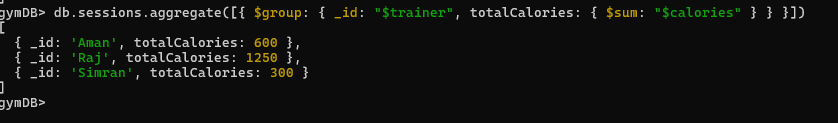 gymDB> db.sessions.aggregate([{ $group: { _id: "$trainer", totalCalories: { $sum: "$calories" } } }])
[
  { _id: 'Aman', totalCalories: 600 },
  { _id: 'Raj', totalCalories: 1250 },
  { _id: 'Simran', totalCalories: 300 }
]
gymDB>